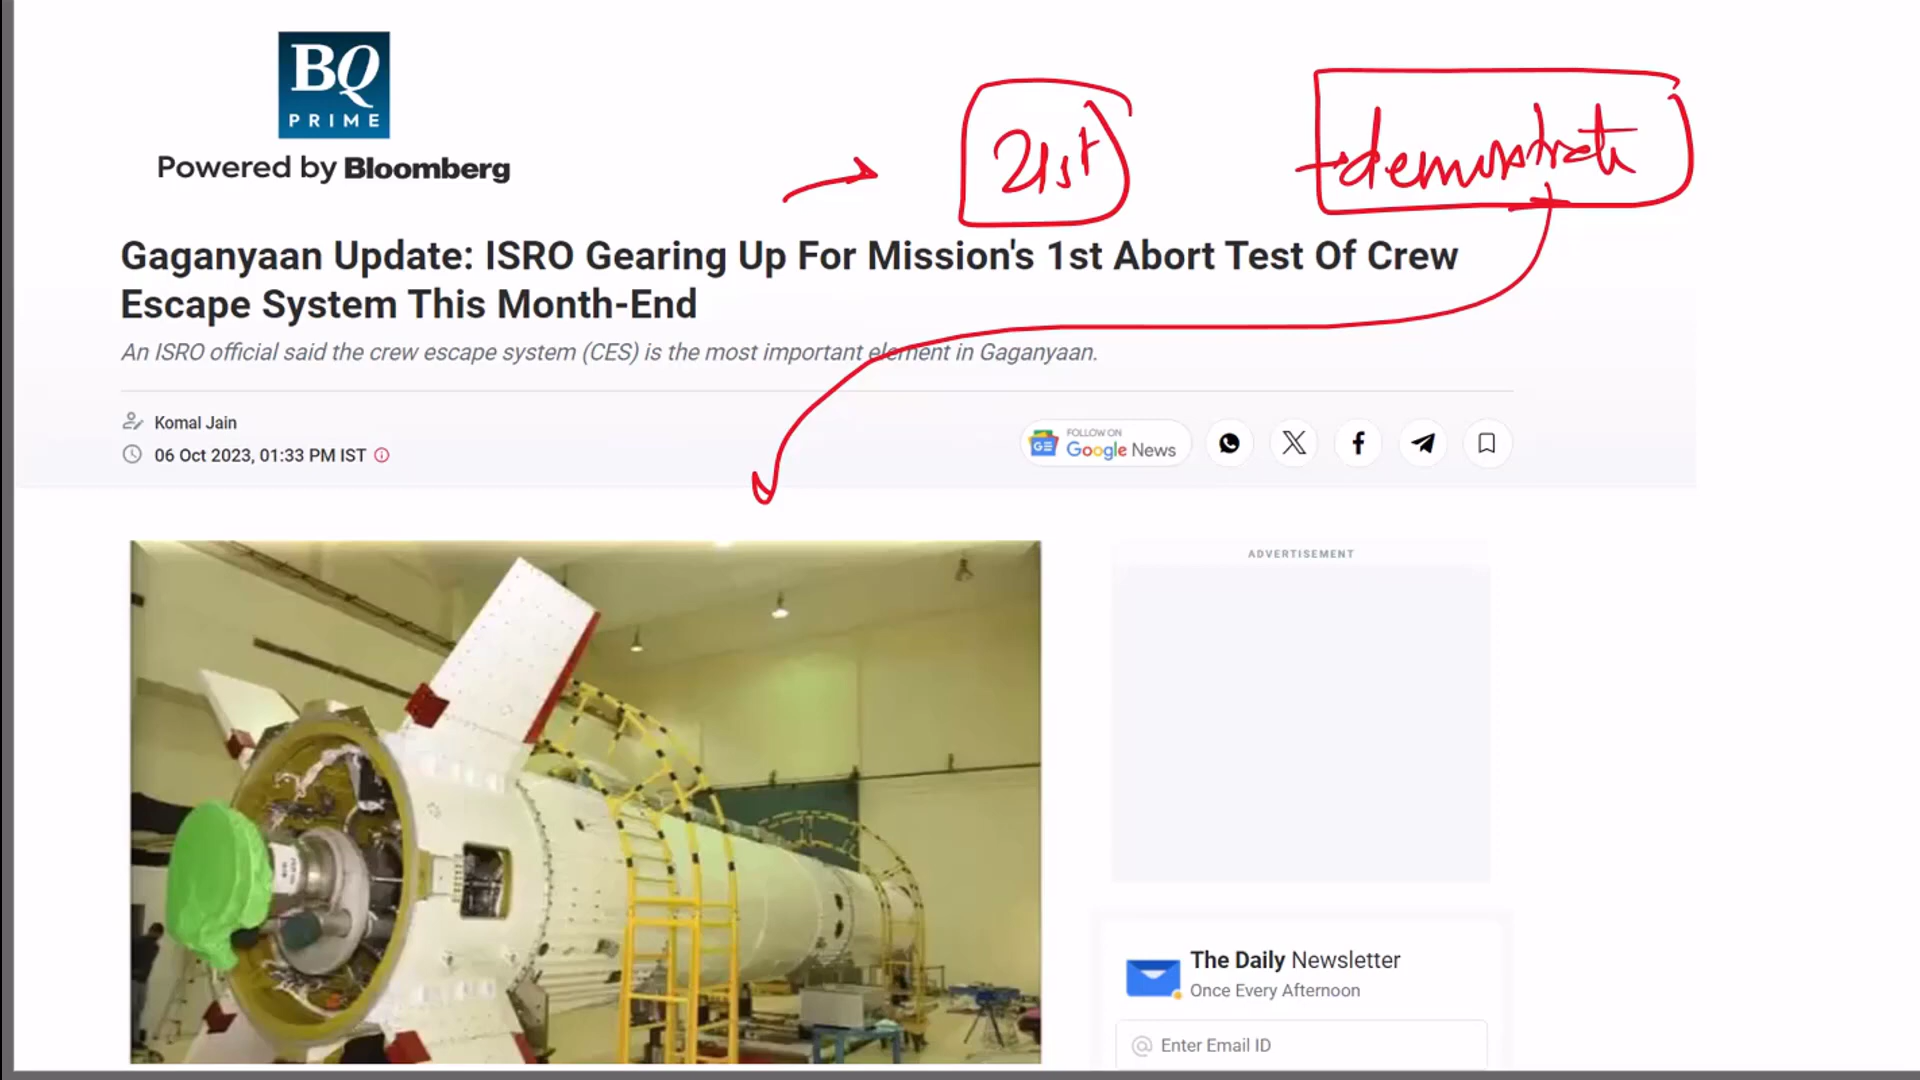 BQ
PRIME
Powered by Bloomberg
21st
demonstrate
Gaganyaan Update: ISRO Gearing Up For Mission's 1st Abort Test Of Crew
Escape System This Month-End
An ISRO official said the crew escape system (CES) is the most important element in Gaganyaan.
Komal Jain
06 Oct 2023, 01:33 PM IST
FOLLOW ON
GE Google News
ADVERTISEMENT
The Daily Newsletter
Once Every Afternoon
@ Enter Email ID